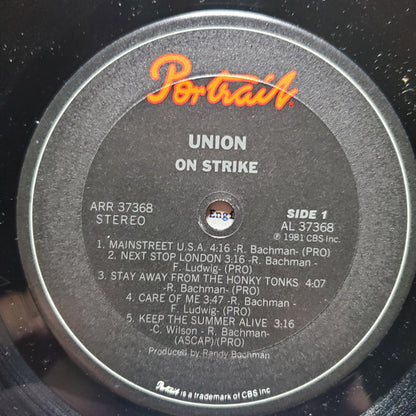 Portrait
UNION
ON STRIKE
ARR 37368
STEREO
SIDE 1
AL 37368
℗ 1981 CBS Inc.
1. MAINSTREET U.S.A. 4:16 -R. Bachman- (PRO)
2. NEXT STOP LONDON 3:16 -R. Bachman -
F. Ludwig- (PRO)
3. STAY AWAY FROM THE HONKY TONKS 4:07
-R. Bachman- (PRO)
4. CARE OF ME 3:47 -R. Bachman -
F. Ludwig- (PRO)
5. KEEP THE SUMMER ALIVE 3:16
-C. Wilson - R. Bachman-
(ASCAP)/(PRO)
Produced by Randy Bachman
Portrait is a trademark of CBS Inc